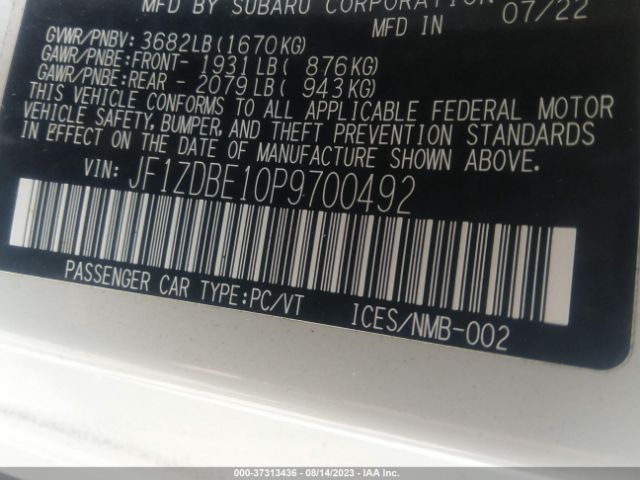 MFD BY SUBARU CORPORATION
MFD IN 07/22
GVWR/PNBV: 3682LB(1670KG)
GAWR/PNBE:FRONT- 1931LB( 876KG)
GAWR/PNBE:REAR - 2079LB( 943KG)
THIS VEHICLE CONFORMS TO ALL APPLICABLE FEDERAL MOTOR
VEHICLE SAFETY, BUMPER, AND THEFT PREVENTION STANDARDS
IN EFFECT ON THE DATE OF MANUFACTURE SHOWN ABOVE.
VIN: JF1ZDBE10P9700492
PASSENGER CAR TYPE:PC/VT ICES/NMB-002
000-37313436 - 08/14/2023 - IAA Inc.